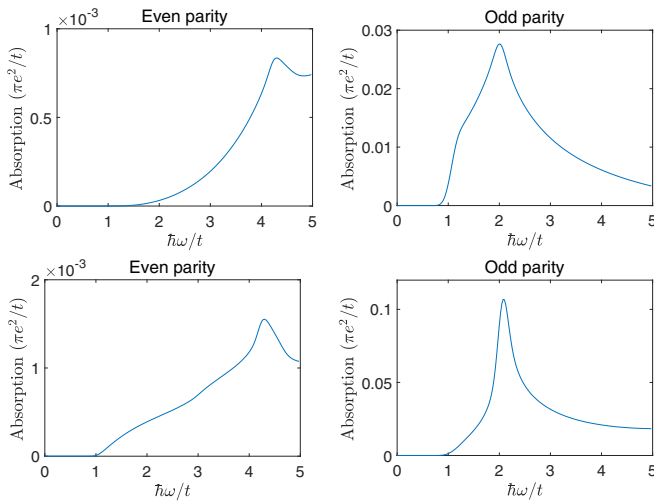 Even parity
×10⁻³
1
0.5
0
0 1 2 3 4 5
Absorption (πe²/t)
ħω/t
Odd parity
0.03
0.02
0.01
0
0 1 2 3 4 5
Absorption (πe²/t)
ħω/t
Even parity
×10⁻³
2
1
0
0 1 2 3 4 5
Absorption (πe²/t)
ħω/t
Odd parity
0.1
0.05
0
0 1 2 3 4 5
Absorption (πe²/t)
ħω/t